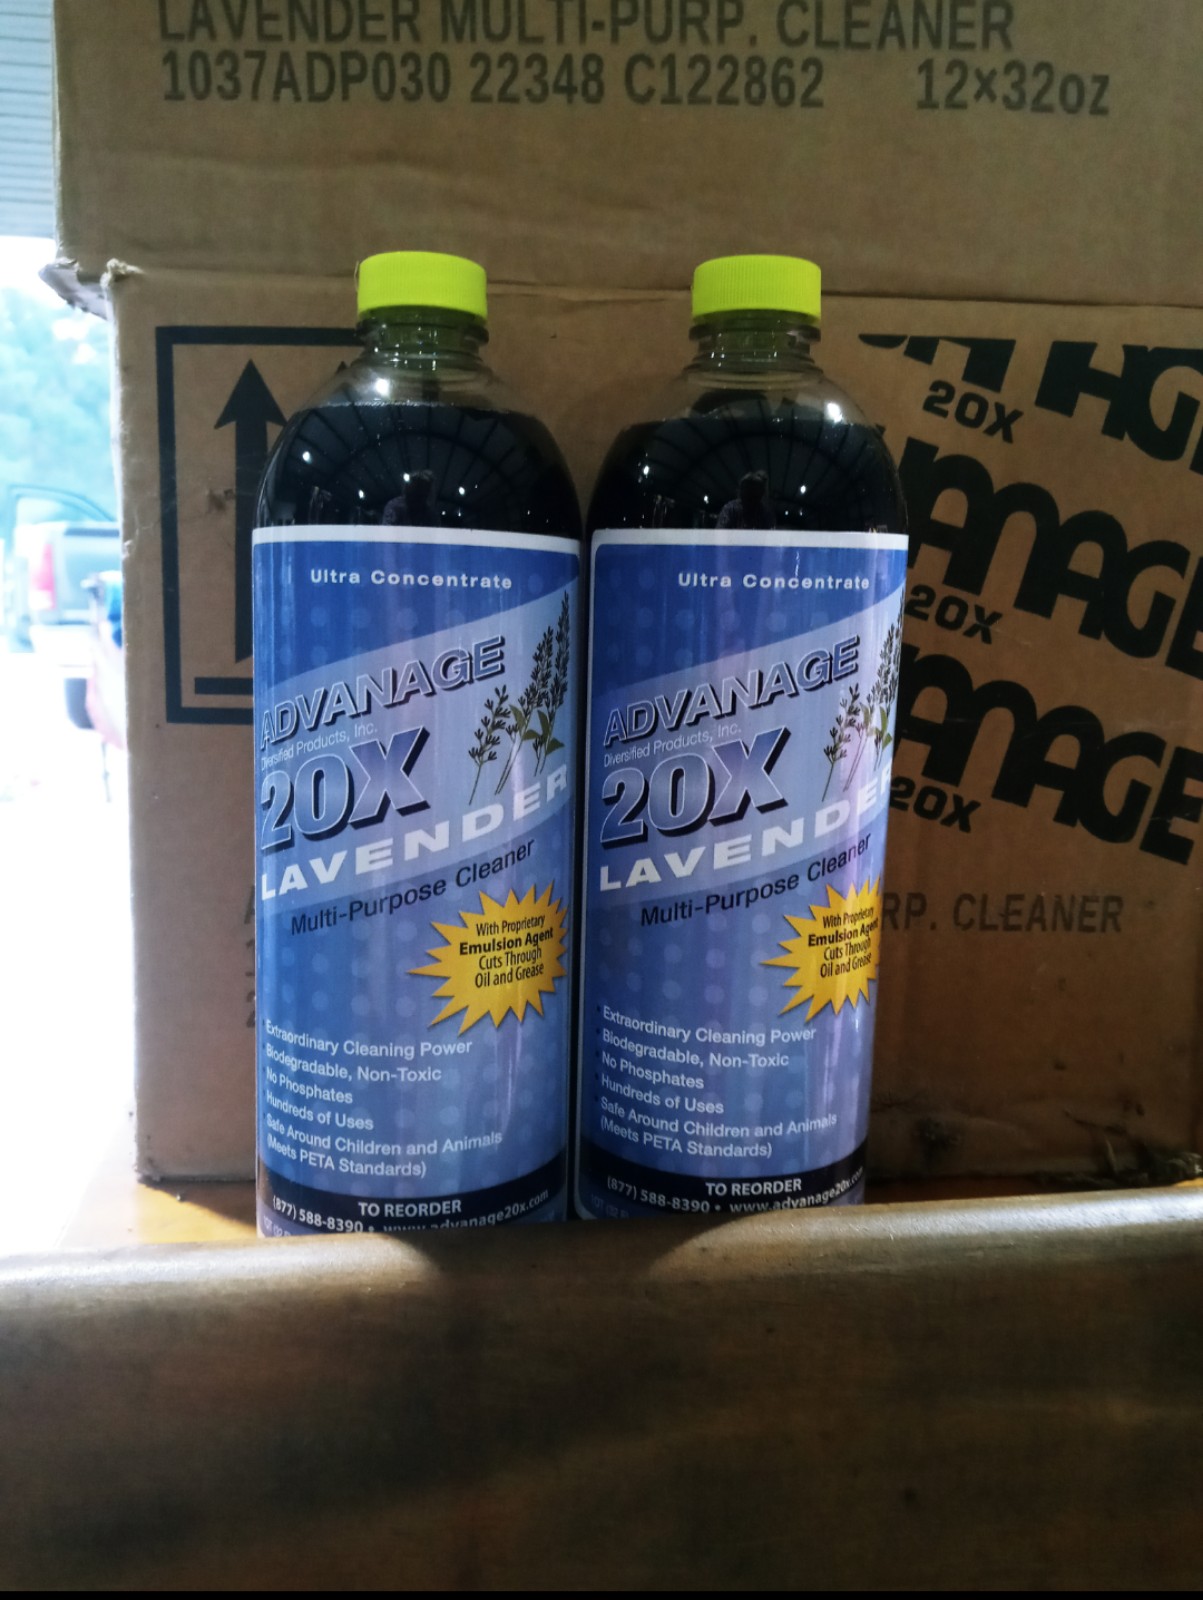 LAVENDER MULTI-PURP. CLEANER
1037ADP030 22348 C122862 12×32oz
20X
ANAGE
20X
ANAGE
20X
RP. CLEANER
Ultra Concentrate
ADVANAGE
Diversified Products, Inc.
20X
LAVENDER
Multi-Purpose Cleaner
With Proprietary
Emulsion Agent
Cuts Through
Oil and Grease
Extraordinary Cleaning Power
Biodegradable, Non-Toxic
No Phosphates
Hundreds of Uses
Safe Around Children and Animals
(Meets PETA Standards)
TO REORDER
(877) 588-8390 • www.advanage20x.com
Ultra Concentrate
ADVANAGE
Diversified Products, Inc.
20X
LAVENDER
Multi-Purpose Cleaner
With Proprietary
Emulsion Agent
Cuts Through
Oil and Grease
Extraordinary Cleaning Power
Biodegradable, Non-Toxic
No Phosphates
Hundreds of Uses
Safe Around Children and Animals
(Meets PETA Standards)
TO REORDER
(877) 588-8390 • www.advanage20x.com